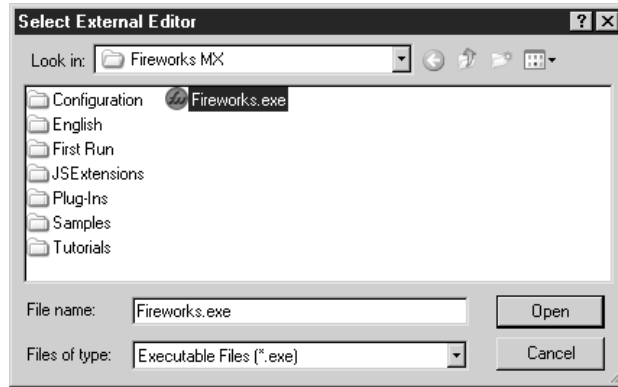 Select External Editor
Look in: Fireworks MX
Configuration Fireworks.exe
English
First Run
JSExtensions
Plug-Ins
Samples
Tutorials
File name: Fireworks.exe Open
Files of type: Executable Files (*.exe) Cancel